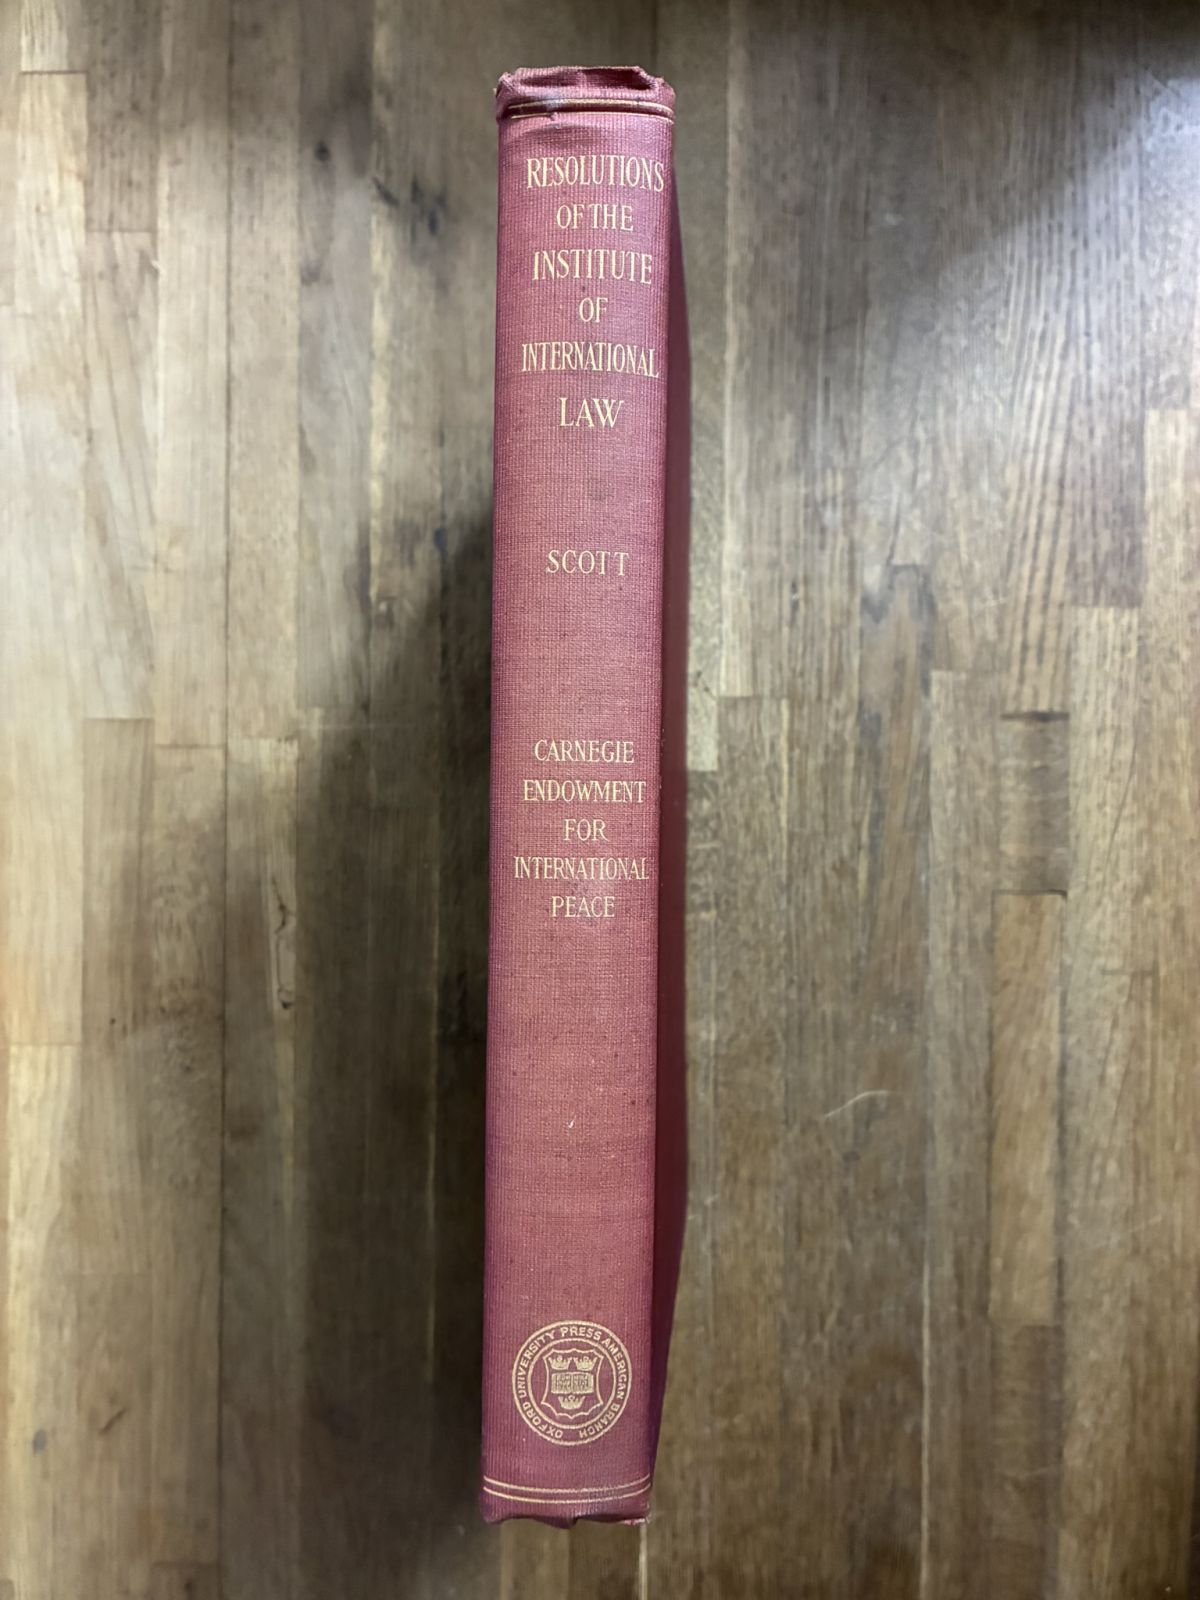 RESOLUTIONS
OF THE
INSTITUTE
OF
INTERNATIONAL
LAW
SCOTT
CARNEGIE
ENDOWMENT
FOR
INTERNATIONAL
PEACE
OXFORD UNIVERSITY PRESS AMERICAN BRANCH